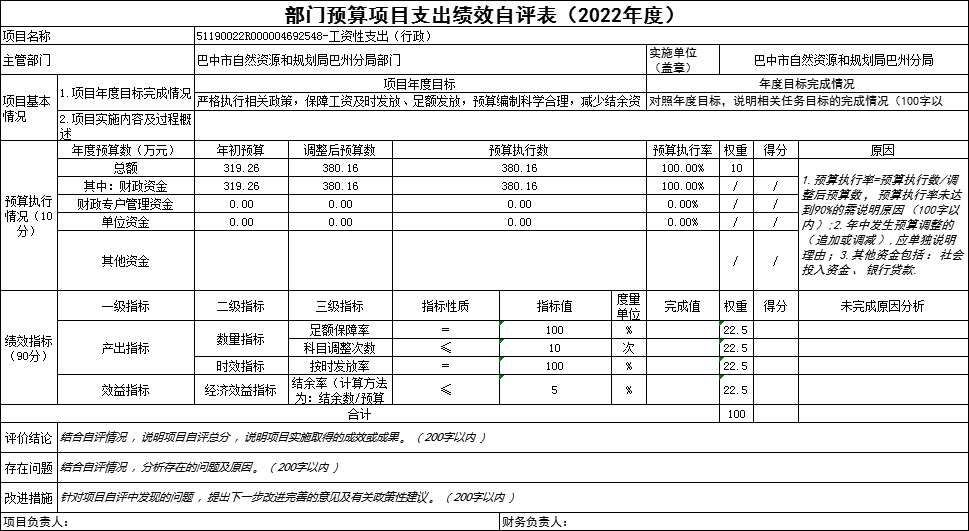 部门预算项目支出绩效自评表（2022年度）
项目名称 51190022R000004692548-工资性支出（行政）
主管部门 巴中市自然资源和规划局巴州分局部门 实施单位（盖章） 巴中市自然资源和规划局巴州分局
项目基本情况 1.项目年度目标完成情况 项目年度目标 年度目标完成情况
严格执行相关政策，保障工资及时发放、足额发放，预算编制科学合理，减少结余资 对照年度目标，说明相关任务目标的完成情况（100字以
2.项目实施内容及过程概述
预算执行情况（10分） 年度预算数（万元） 年初预算 调整后预算数 预算执行数 预算执行率 权重 得分 原因
总额 319.26 380.16 380.16 100.00% 10
其中：财政资金 319.26 380.16 380.16 100.00% / /
财政专户管理资金 0.00 0.00 0.00 0.00% / /
单位资金 0.00 0.00 0.00 0.00% / /
其他资金 / /
1.预算执行率=预算执行数/调整后预算数，预算执行率未达到90%的需说明原因（100字以内）;2.年中发生预算调整的（追加或调减）,应单独说明理由；3.其他资金包括：社会投入资金、银行贷款.
绩效指标（90分） 一级指标 二级指标 三级指标 指标性质 指标值 度量单位 完成值 权重 得分 未完成原因分析
产出指标 数量指标 足额保障率 ＝ 100 % 22.5
科目调整次数 ≤ 10 次 22.5
时效指标 按时发放率 ＝ 100 % 22.5
效益指标 经济效益指标 结余率（计算方法为：结余数/预算 ≤ 5 % 22.5
合计 100
评价结论 结合自评情况，说明项目自评总分，说明项目实施取得的成效或成果。（200字以内）
存在问题 结合自评情况，分析存在的问题及原因。（200字以内）
改进措施 针对项目自评中发现的问题，提出下一步改进完善的意见及有关政策性建议。（200字以内）
项目负责人： 财务负责人：